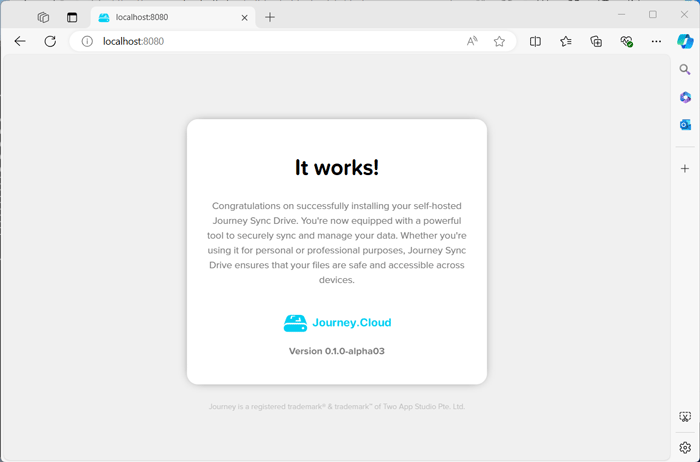 localhost:8080
localhost:8080
It works!
Congratulations on successfully installing your self-hosted
Journey Sync Drive. You're now equipped with a powerful
tool to securely sync and manage your data. Whether you're
using it for personal or professional purposes, Journey Sync
Drive ensures that your files are safe and accessible across
devices.
Journey.Cloud
Version 0.1.0-alpha03
Journey is a registered trademark® & trademark™ of Two App Studio Pte. Ltd.